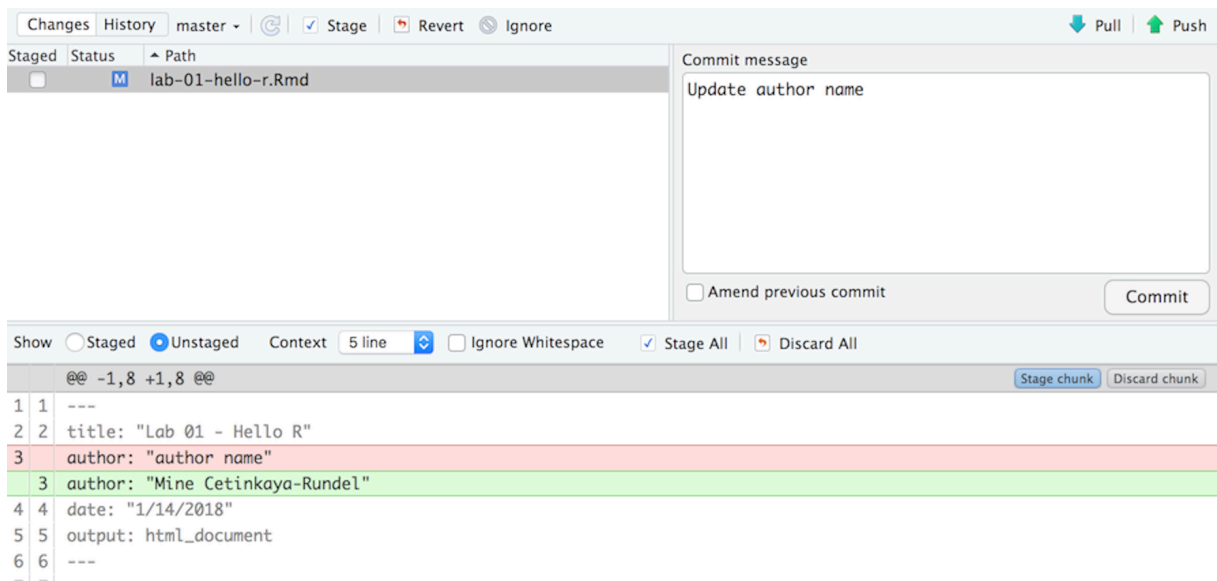 Changes History master Stage Revert Ignore Pull Push
Staged Status Path
M lab-01-hello-r.Rmd
Commit message
Update author name
Amend previous commit
Commit
Show Staged Unstaged Context 5 line Ignore Whitespace Stage All Discard All
@@ -1,8 +1,8 @@ Stage chunk Discard chunk
1 1 ---
2 2 title: "Lab 01 - Hello R"
3 author: "author name"
3 author: "Mine Cetinkaya-Rundel"
4 4 date: "1/14/2018"
5 5 output: html_document
6 6 ---